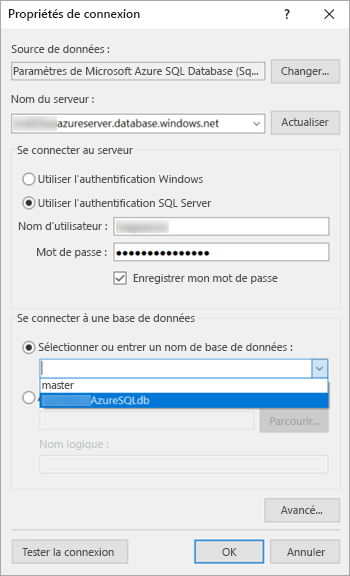 Propriétés de connexion
Source de données :
Paramètres de Microsoft Azure SQL Database (Sq... Changer...
Nom du serveur :
azureserver.database.windows.net Actualiser
Se connecter au serveur
Utiliser l'authentification Windows
Utiliser l'authentification SQL Server
Nom d'utilisateur :
Mot de passe : ●●●●●●●●●●●●●●●
Enregistrer mon mot de passe
Se connecter à une base de données
Sélectionner ou entrer un nom de base de données :
master
AzureSQLdb
Parcourir...
Nom logique :
Avancé...
Tester la connexion OK Annuler